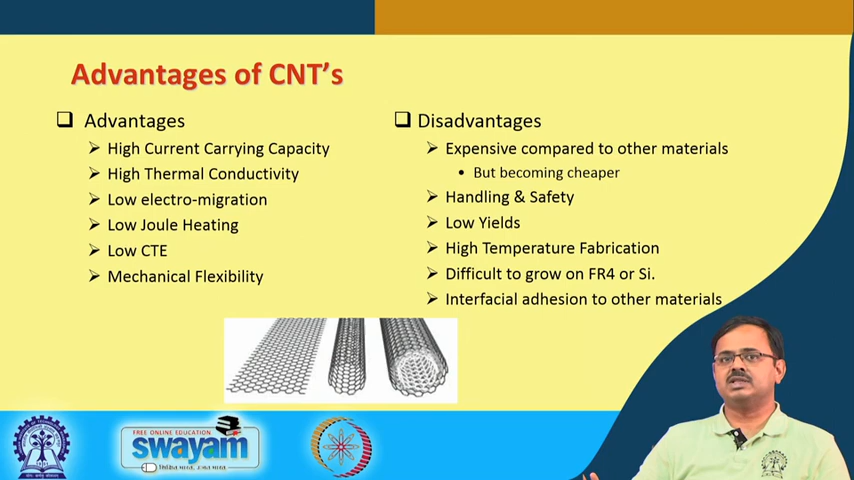 Advantages of CNT's
❑ Advantages
➢ High Current Carrying Capacity
➢ High Thermal Conductivity
➢ Low electro-migration
➢ Low Joule Heating
➢ Low CTE
➢ Mechanical Flexibility
❑ Disadvantages
➢ Expensive compared to other materials
• But becoming cheaper
➢ Handling & Safety
➢ Low Yields
➢ High Temperature Fabrication
➢ Difficult to grow on FR4 or Si.
➢ Interfacial adhesion to other materials
FREE ONLINE EDUCATION
swayam